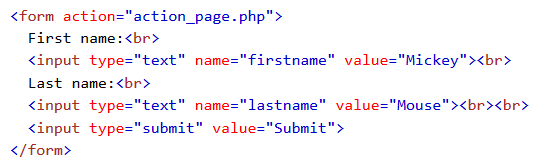 <form action="action_page.php">
First name:<br>
<input type="text" name="firstname" value="Mickey"><br>
Last name:<br>
<input type="text" name="lastname" value="Mouse"><br><br>
<input type="submit" value="Submit">
</form>